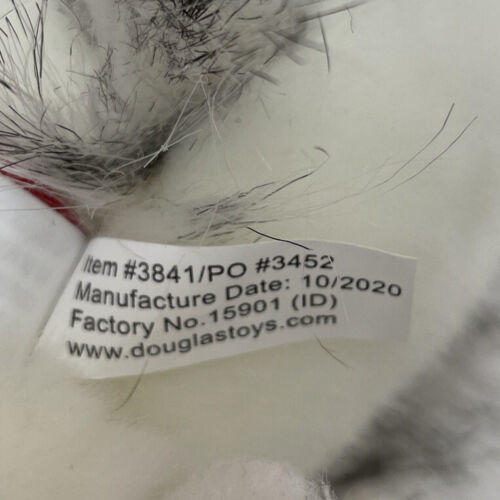 Item #3841/PO #3452
Manufacture Date: 10/2020
Factory No.15901 (ID)
www.douglastoys.com